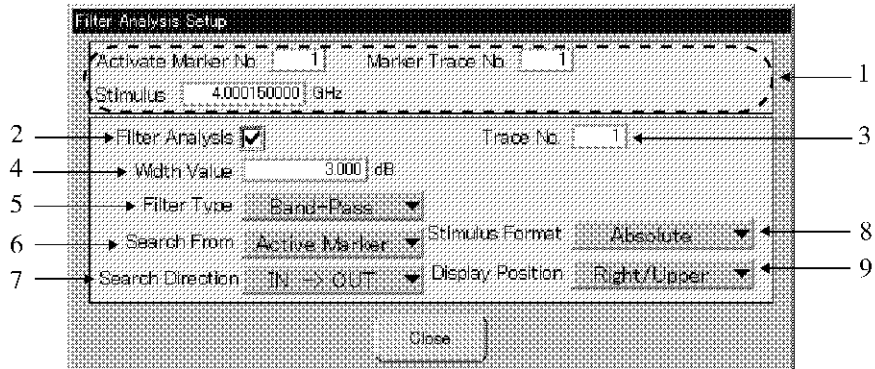 Filter Analysis Setup
Activate Marker No 1 Marker Trace No. 1
Stimulus 4.000150000 GHz
1
2 Filter Analysis Trace No. 1 3
4 Width Value 3.000 dB
5 Filter Type Band-Pass
6 Search From Active Marker Stimulus Format Absolute 8
7 Search Direction IN -> OUT Display Position Right/Upper 9
Close